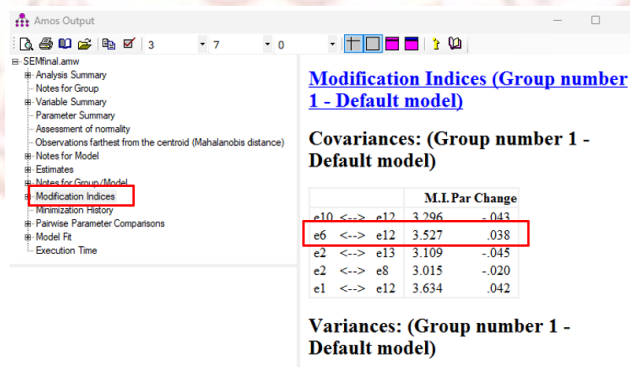 Amos Output
3 7 0
SEMfinal.amw
Analysis Summary
Notes for Group
Variable Summary
Parameter Summary
Assessment of normality
Observations farthest from the centroid (Mahalanobis distance)
Notes for Model
Estimates
Notes for Group/Model
Modification Indices
Minimization History
Pairwise Parameter Comparisons
Model Fit
Execution Time
Modification Indices (Group number
1 - Default model)
Covariances: (Group number 1 -
Default model)
M.I. Par Change
e10 <--> e12 3.296 -.043
e6 <--> e12 3.527 .038
e2 <--> e13 3.109 -.045
e2 <--> e8 3.015 -.020
e1 <--> e12 3.634 .042
Variances: (Group number 1 -
Default model)